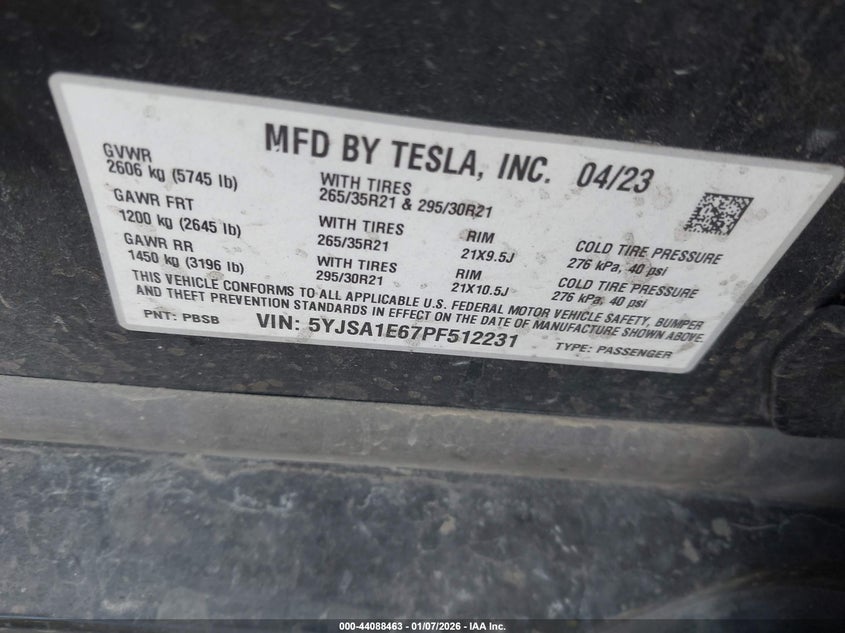 MFD BY TESLA, INC. 04/23
GVWR
2606 kg (5745 lb)
WITH TIRES
265/35R21 & 295/30R21
GAWR FRT
1200 kg (2645 lb)
WITH TIRES
265/35R21
RIM
21X9.5J
COLD TIRE PRESSURE
276 kPa, 40 psi
GAWR RR
1450 kg (3196 lb)
WITH TIRES
295/30R21
RIM
21X10.5J
COLD TIRE PRESSURE
276 kPa, 40 psi
THIS VEHICLE CONFORMS TO ALL APPLICABLE U.S. FEDERAL MOTOR VEHICLE SAFETY, BUMPER
AND THEFT PREVENTION STANDARDS IN EFFECT ON THE DATE OF MANUFACTURE SHOWN ABOVE.
PNT: PBSB VIN: 5YJSA1E67PF512231 TYPE: PASSENGER
000-44088463 - 01/07/2026 - IAA Inc.